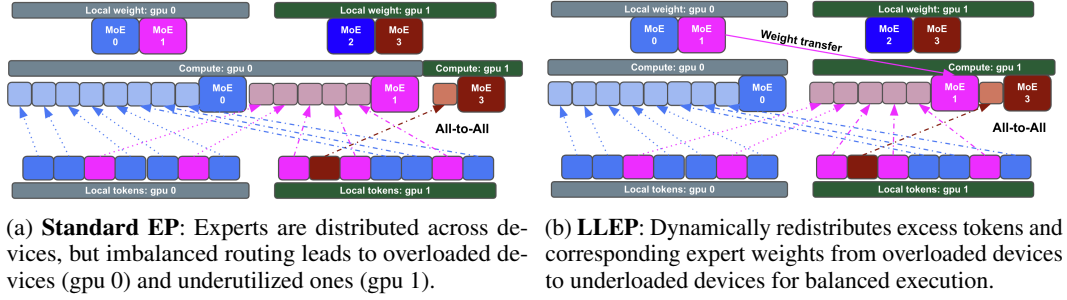 Local weight: gpu 0
Local weight: gpu 1
MoE 0
MoE 1
MoE 2
MoE 3
Compute: gpu 0
Compute: gpu 1
MoE 0
MoE 1
MoE 3
All-to-All
Local tokens: gpu 0
Local tokens: gpu 1
(a) Standard EP: Experts are distributed across de-
vices, but imbalanced routing leads to overloaded de-
vices (gpu 0) and underutilized ones (gpu 1).
Local weight: gpu 0
Local weight: gpu 1
MoE 0
MoE 1
MoE 2
MoE 3
Weight transfer
Compute: gpu 0
Compute: gpu 1
MoE 0
MoE 1
MoE 3
All-to-All
Local tokens: gpu 0
Local tokens: gpu 1
(b) LLEP: Dynamically redistributes excess tokens and
corresponding expert weights from overloaded devices
to underloaded devices for balanced execution.